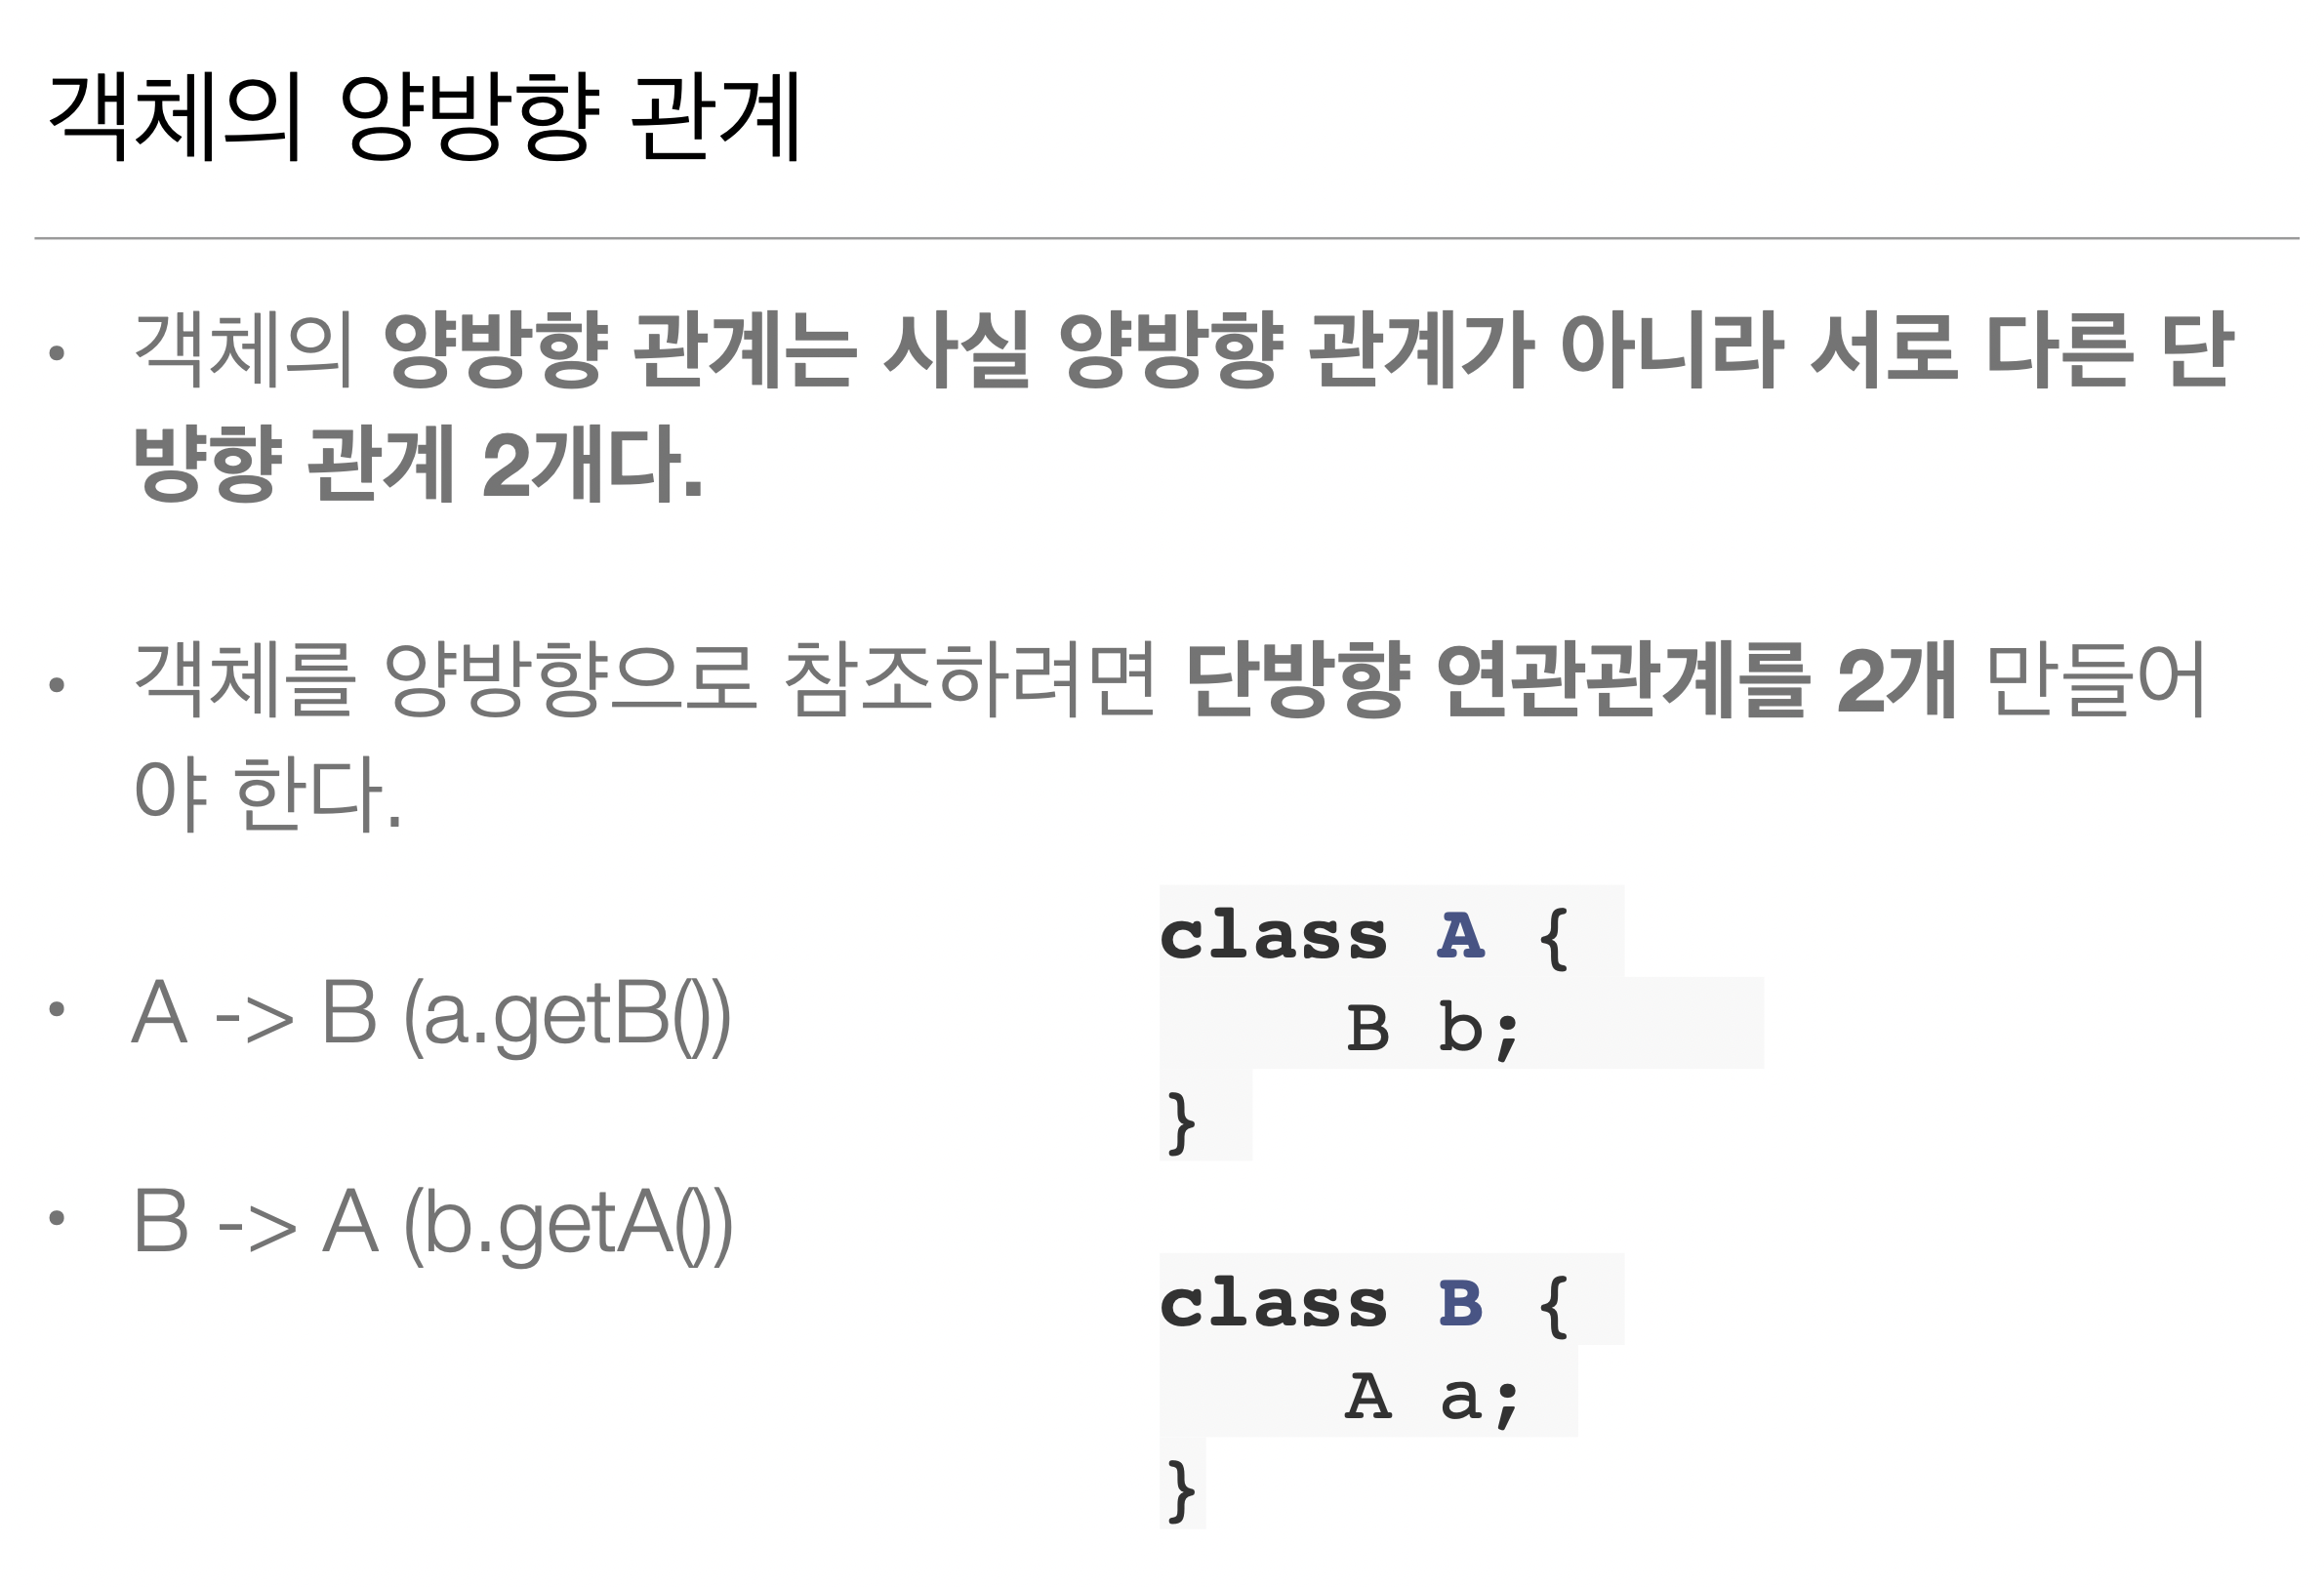 객체의 양방향 관계
• 객체의 양방향 관계는 사실 양방향 관계가 아니라 서로 다른 단
뱡향 관계 2개다.
• 객체를 양방향으로 참조하려면 단방향 연관관계를 2개 만들어
야 한다.
• A -> B (a.getB())
• B -> A (b.getA())
class A {
B b;
}
class B {
A a;
}